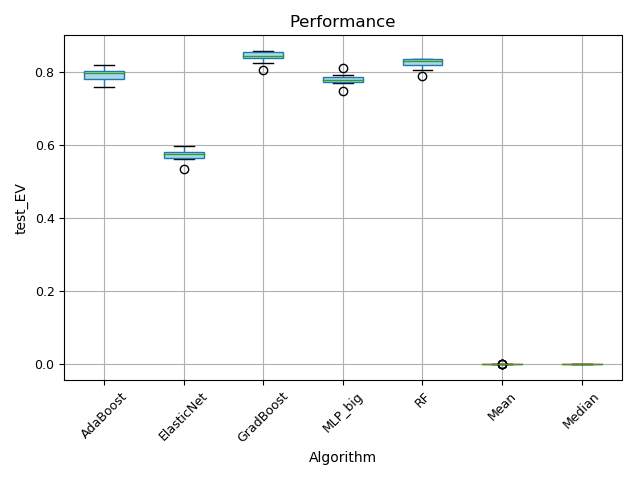 Performance
test_EV
0.8
0.6
0.4
0.2
0.0
AdaBoost
ElasticNet
GradBoost
MLP_big
RF
Mean
Median
Algorithm